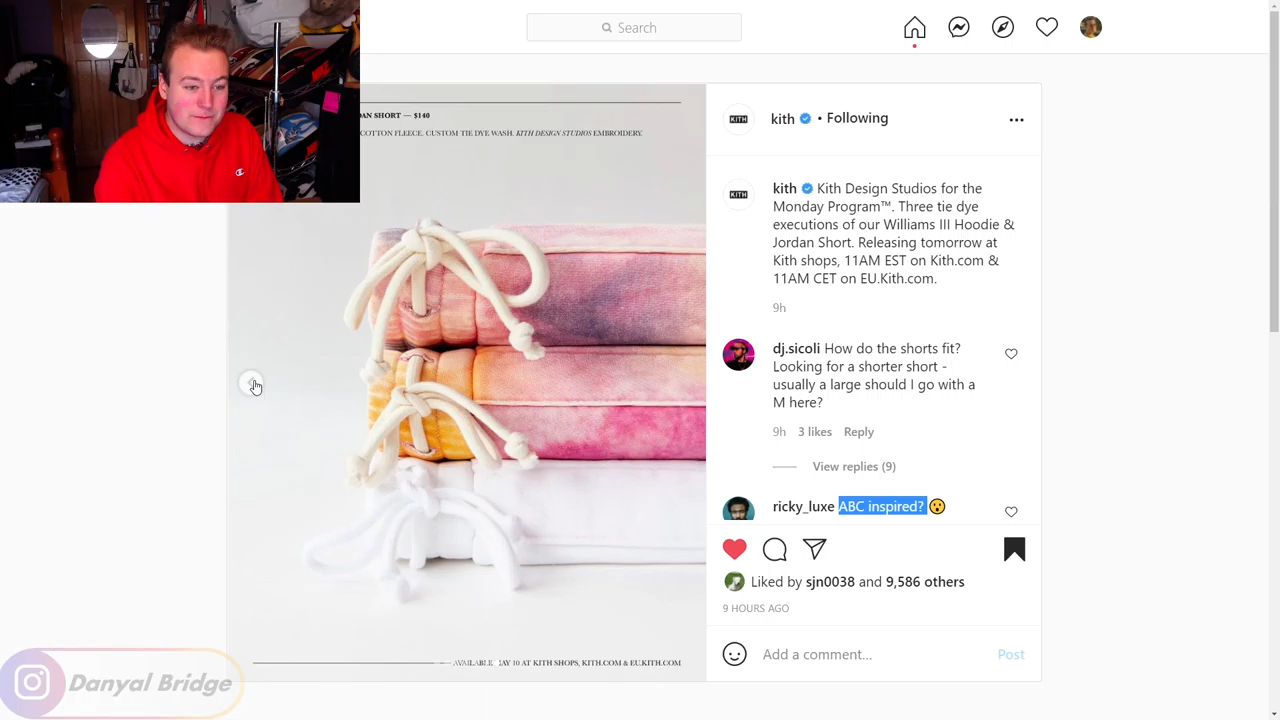 Search
DAN SHORT — $140
COTTON FLEECE. CUSTOM TIE DYE WASH. KITH DESIGN STUDIOS EMBROIDERY.
AVAILABLE MAY 10 AT KITH SHOPS, KITH.COM & EU.KITH.COM
KITH
kith • Following
KITH
kith Kith Design Studios for the
Monday Program™. Three tie dye
executions of our Williams III Hoodie &
Jordan Short. Releasing tomorrow at
Kith shops, 11AM EST on Kith.com &
11AM CET on EU.Kith.com.
9h
dj.sicoli How do the shorts fit?
Looking for a shorter short -
usually a large should I go with a
M here?
9h 3 likes Reply
View replies (9)
ricky_luxe ABC inspired? 😮
Liked by sjn0038 and 9,586 others
9 HOURS AGO
Add a comment... Post
Danyal Bridge